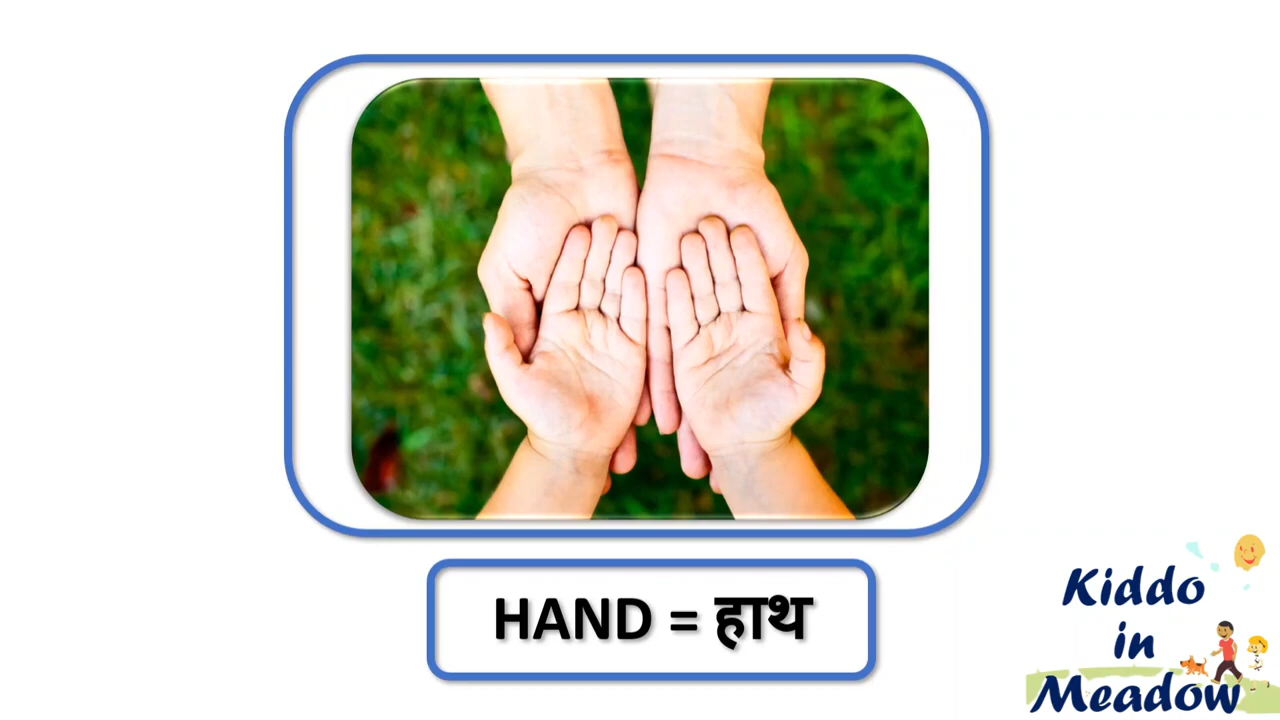 HAND = हाथ
Kiddo
in
Meadow